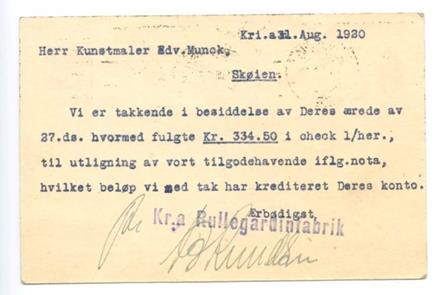 Kri.a 31.Aug. 1920
Herr Kunstmaler Edv.Munck,
Skøien.
Vi er takkende i besiddelse av Deres ærede av
27.ds. hvormed fulgte Kr. 334.50 i check l/her.,
til utligning av vort tilgodehavende iflg.nota,
hvilket beløp vi med tak har krediteret Deres konto.
Ærbødigst,
Kr.a Rullegardinfabrik